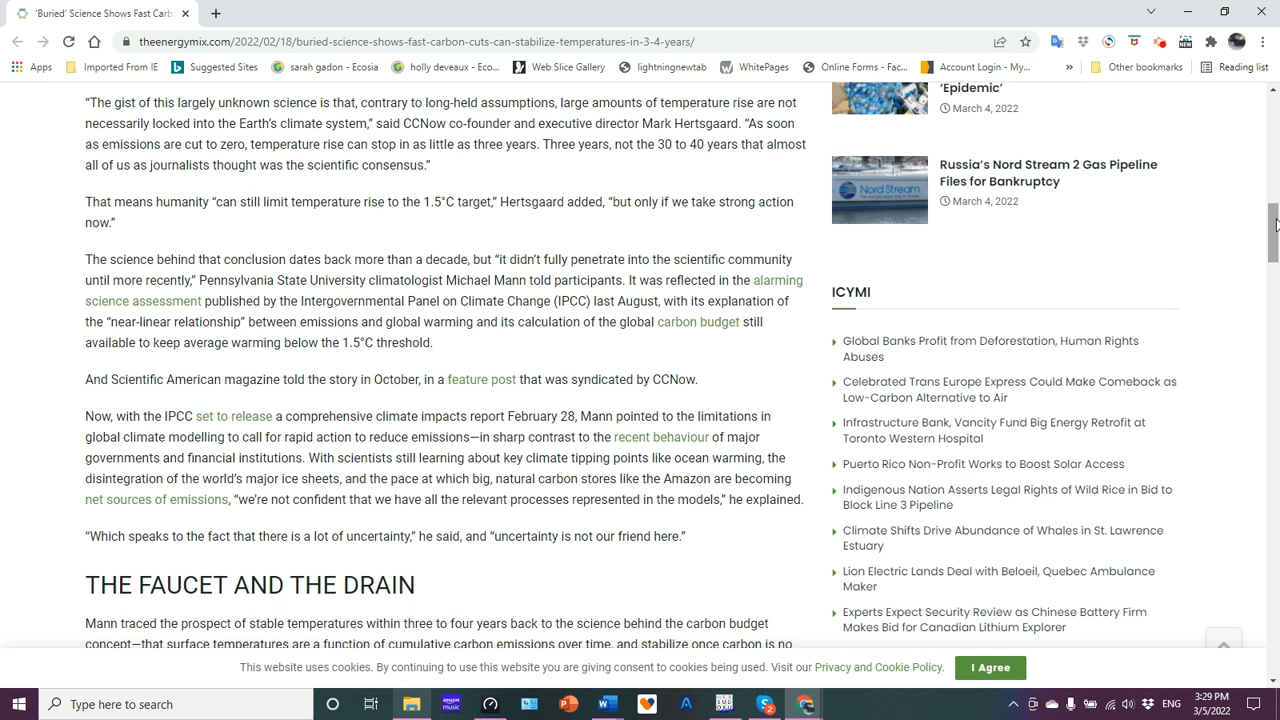 'Buried' Science Shows Fast Carb
theenergymix.com/2022/02/18/buried-science-shows-fast-carbon-cuts-can-stabilize-temperatures-in-3-4-years/
Apps Imported From IE Suggested Sites sarah gadon - Ecosia holly deveaux - Eco... Web Slice Gallery lightningnewtab WhitePages Online Forms - Fac... Account Login - My... » Other bookmarks Reading list
“The gist of this largely unknown science is that, contrary to long-held assumptions, large amounts of temperature rise are not
necessarily locked into the Earth’s climate system,” said CCNow co-founder and executive director Mark Hertsgaard. “As soon
as emissions are cut to zero, temperature rise can stop in as little as three years. Three years, not the 30 to 40 years that almost
all of us as journalists thought was the scientific consensus.”
That means humanity “can still limit temperature rise to the 1.5°C target,” Hertsgaard added, “but only if we take strong action
now.”
The science behind that conclusion dates back more than a decade, but “it didn’t fully penetrate into the scientific community
until more recently,” Pennsylvania State University climatologist Michael Mann told participants. It was reflected in the alarming
science assessment published by the Intergovernmental Panel on Climate Change (IPCC) last August, with its explanation of
the “near-linear relationship” between emissions and global warming and its calculation of the global carbon budget still
available to keep average warming below the 1.5°C threshold.
And Scientific American magazine told the story in October, in a feature post that was syndicated by CCNow.
Now, with the IPCC set to release a comprehensive climate impacts report February 28, Mann pointed to the limitations in
global climate modelling to call for rapid action to reduce emissions—in sharp contrast to the recent behaviour of major
governments and financial institutions. With scientists still learning about key climate tipping points like ocean warming, the
disintegration of the world’s major ice sheets, and the pace at which big, natural carbon stores like the Amazon are becoming
net sources of emissions, “we’re not confident that we have all the relevant processes represented in the models,” he explained.
“Which speaks to the fact that there is a lot of uncertainty,” he said, and “uncertainty is not our friend here.”
THE FAUCET AND THE DRAIN
Mann traced the prospect of stable temperatures within three to four years back to the science behind the carbon budget
concept—that surface temperatures are a function of cumulative carbon emissions over time, and stabilize once carbon is no
‘Epidemic’
March 4, 2022
Nord Stream
Russia’s Nord Stream 2 Gas Pipeline
Files for Bankruptcy
March 4, 2022
ICYMI
Global Banks Profit from Deforestation, Human Rights
Abuses
Celebrated Trans Europe Express Could Make Comeback as
Low-Carbon Alternative to Air
Infrastructure Bank, Vancity Fund Big Energy Retrofit at
Toronto Western Hospital
Puerto Rico Non-Profit Works to Boost Solar Access
Indigenous Nation Asserts Legal Rights of Wild Rice in Bid to
Block Line 3 Pipeline
Climate Shifts Drive Abundance of Whales in St. Lawrence
Estuary
Lion Electric Lands Deal with Beloeil, Quebec Ambulance
Maker
Experts Expect Security Review as Chinese Battery Firm
Makes Bid for Canadian Lithium Explorer
This website uses cookies. By continuing to use this website you are giving consent to cookies being used. Visit our Privacy and Cookie Policy. I Agree
Type here to search
ENG
3:29 PM
3/5/2022